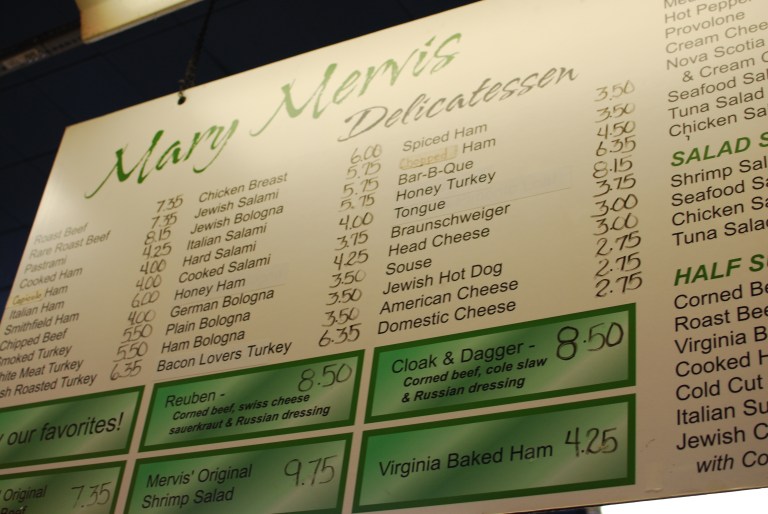 Mary Mervis
Delicatessen
Roast Beef 7.35
Rare Roast Beef 7.35
Pastrami 8.15
Cooked Ham 4.25
Ham 4.00
Italian Ham 4.00
Smithfield Ham 6.00
Chipped Beef 4.00
moked Turkey 5.50
hite Meat Turkey 5.50
sh Roasted Turkey 6.35
Chicken Breast 6.00
Jewish Salami 5.75
Jewish Bologna 5.75
Italian Salami 5.75
Hard Salami 4.00
Cooked Salami 3.75
Honey Ham 4.25
German Bologna 3.50
Plain Bologna 3.50
Ham Bologna 3.50
Bacon Lovers Turkey 6.35
Spiced Ham 3.50
Chopped Ham 3.50
Bar-B-Que 4.50
Honey Turkey 6.35
Tongue 8.15
Braunschweiger 3.75
Head Cheese 3.00
Souse 3.00
Jewish Hot Dog 2.75
American Cheese 2.75
Domestic Cheese 2.75
y our favorites!
Reuben - 8.50
Corned beef, swiss cheese
sauerkraut & Russian dressing
Cloak & Dagger - 8.50
Corned beef, cole slaw
& Russian dressing
Original 7.35
Beef
Mervis' Original 9.75
Shrimp Salad
Virginia Baked Ham 4.25
Hot Pepper
Provolone
Cream Chee
Nova Scotia
& Cream C
Seafood Sal
Tuna Salad
Chicken Sa
SALAD S
Shrimp Sal
Seafood Sa
Chicken Sa
Tuna Sala
HALF S
Corned Be
Roast Bee
Virginia B
Cooked H
Cold Cut
Italian Su
Jewish C
with Co